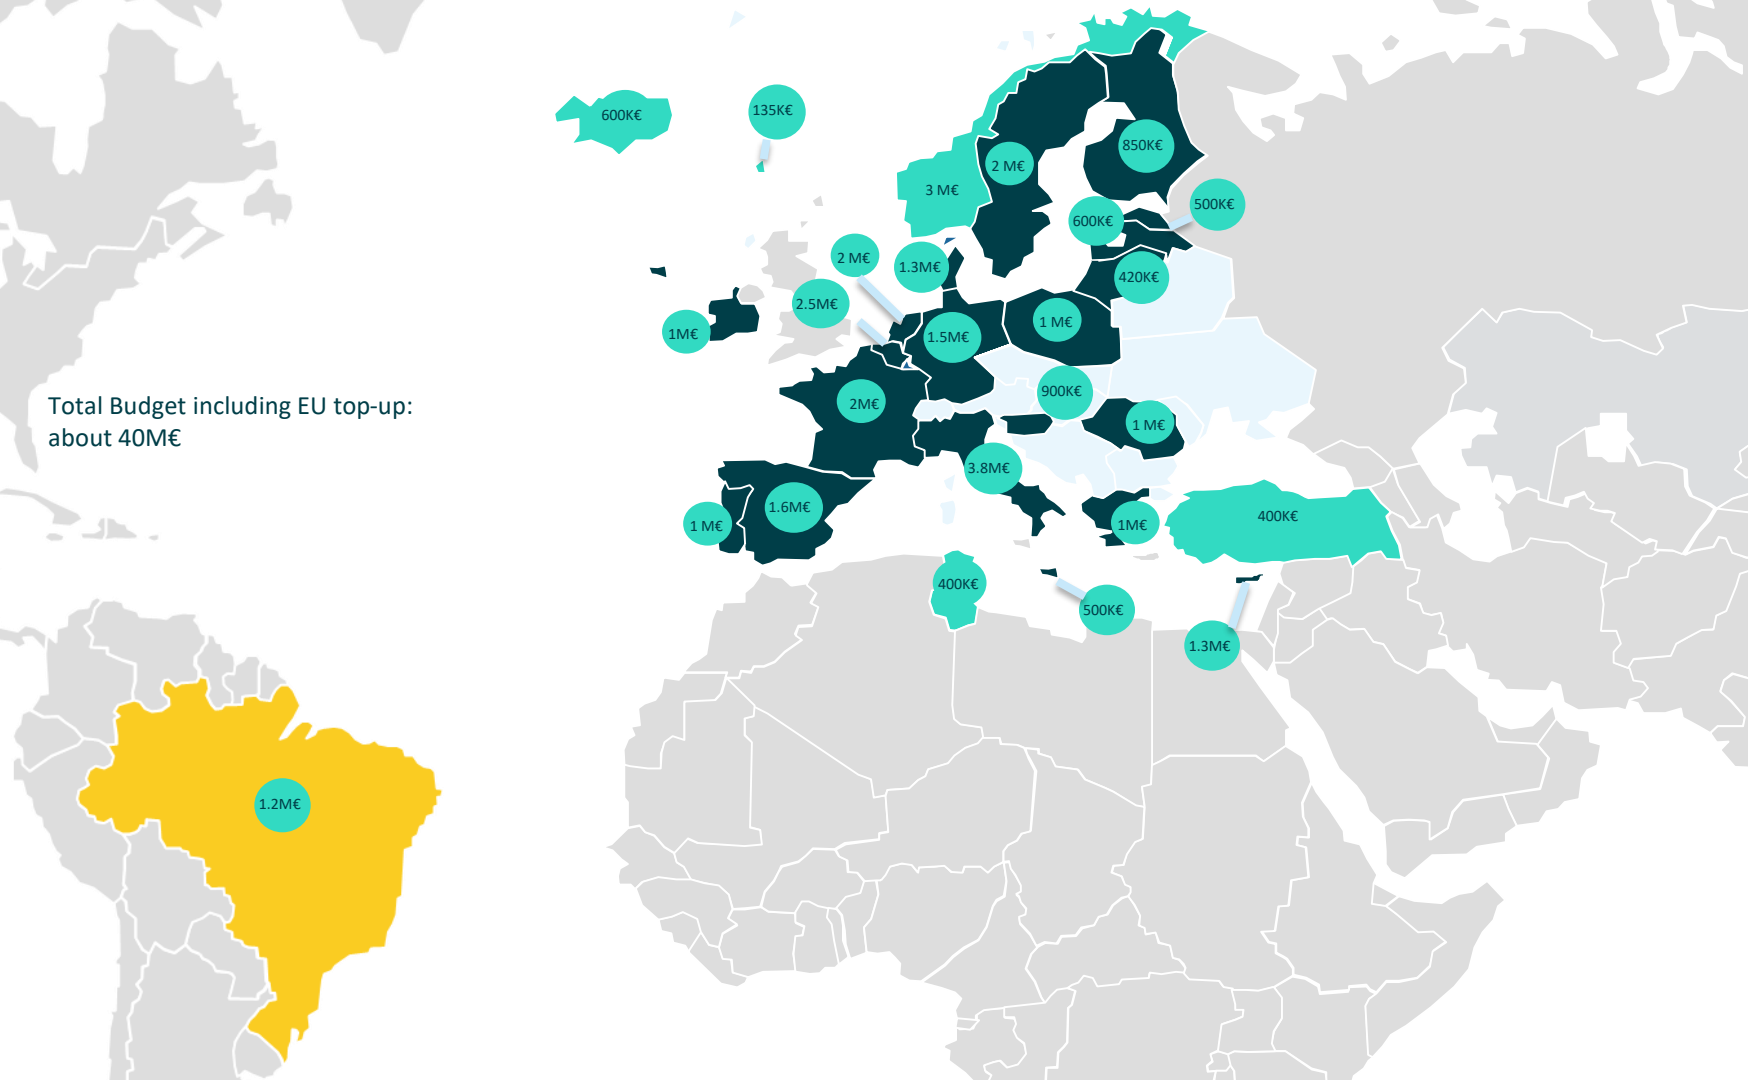 600K€
135K€
850K€
2 M€
3 M€
500K€
600K€
2 M€
1.3M€
420K€
2.5M€
1 M€
1M€
1.5M€
900K€
2M€
Total Budget including EU top-up:
about 40M€
1 M€
3.8M€
1.6M€
400K€
1 M€
1M€
400K€
500K€
1.3M€
1.2M€